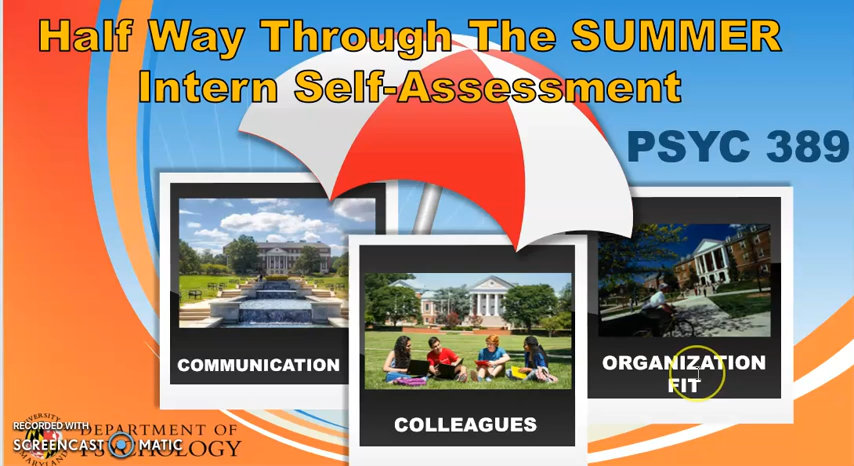 Half Way Through The SUMMER
Intern Self-Assessment
PSYC 389
COMMUNICATION
COLLEAGUES
ORGANIZATION
FIT
DEPARTMENT OF
RECORDED WITH
SCREENCAST MATIC